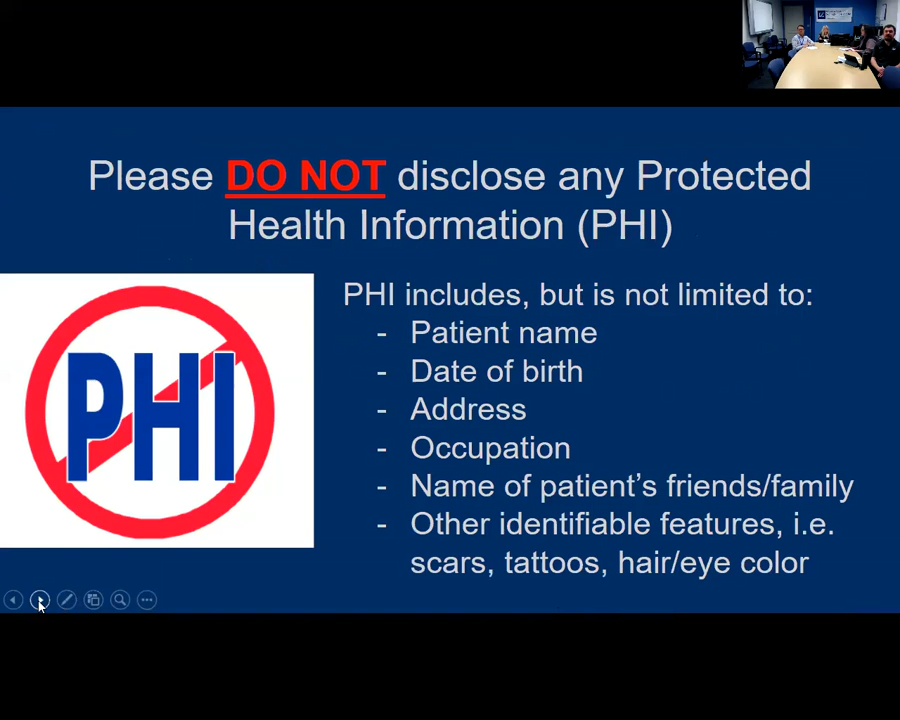 Please DO NOT disclose any Protected
Health Information (PHI)
PHI
PHI includes, but is not limited to:
- Patient name
- Date of birth
- Address
- Occupation
- Name of patient’s friends/family
- Other identifiable features, i.e.
scars, tattoos, hair/eye color